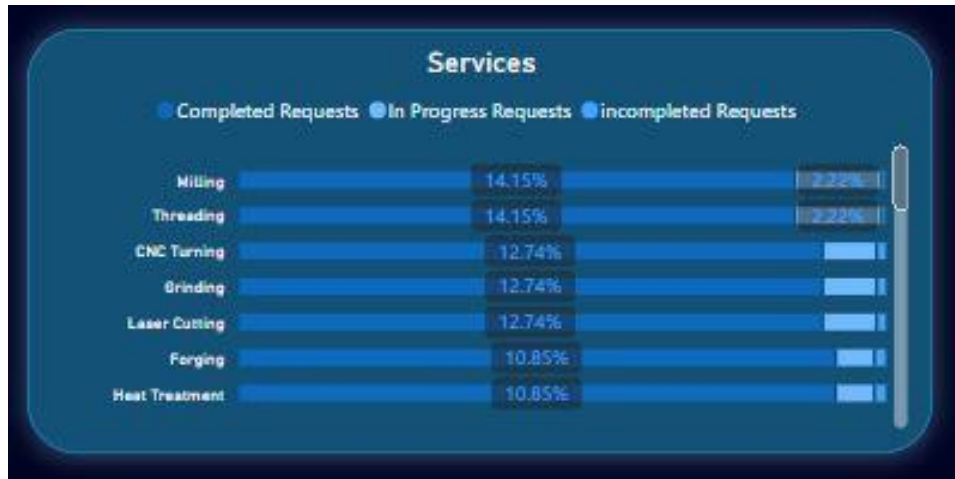 Services
Completed Requests In Progress Requests incompleted Requests
Milling 14.15% 2.22%
Threading 14.15% 2.22%
CNC Turning 12.74%
Grinding 12.74%
Laser Cutting 12.74%
Forging 10.85%
Heat Treatment 10.85%